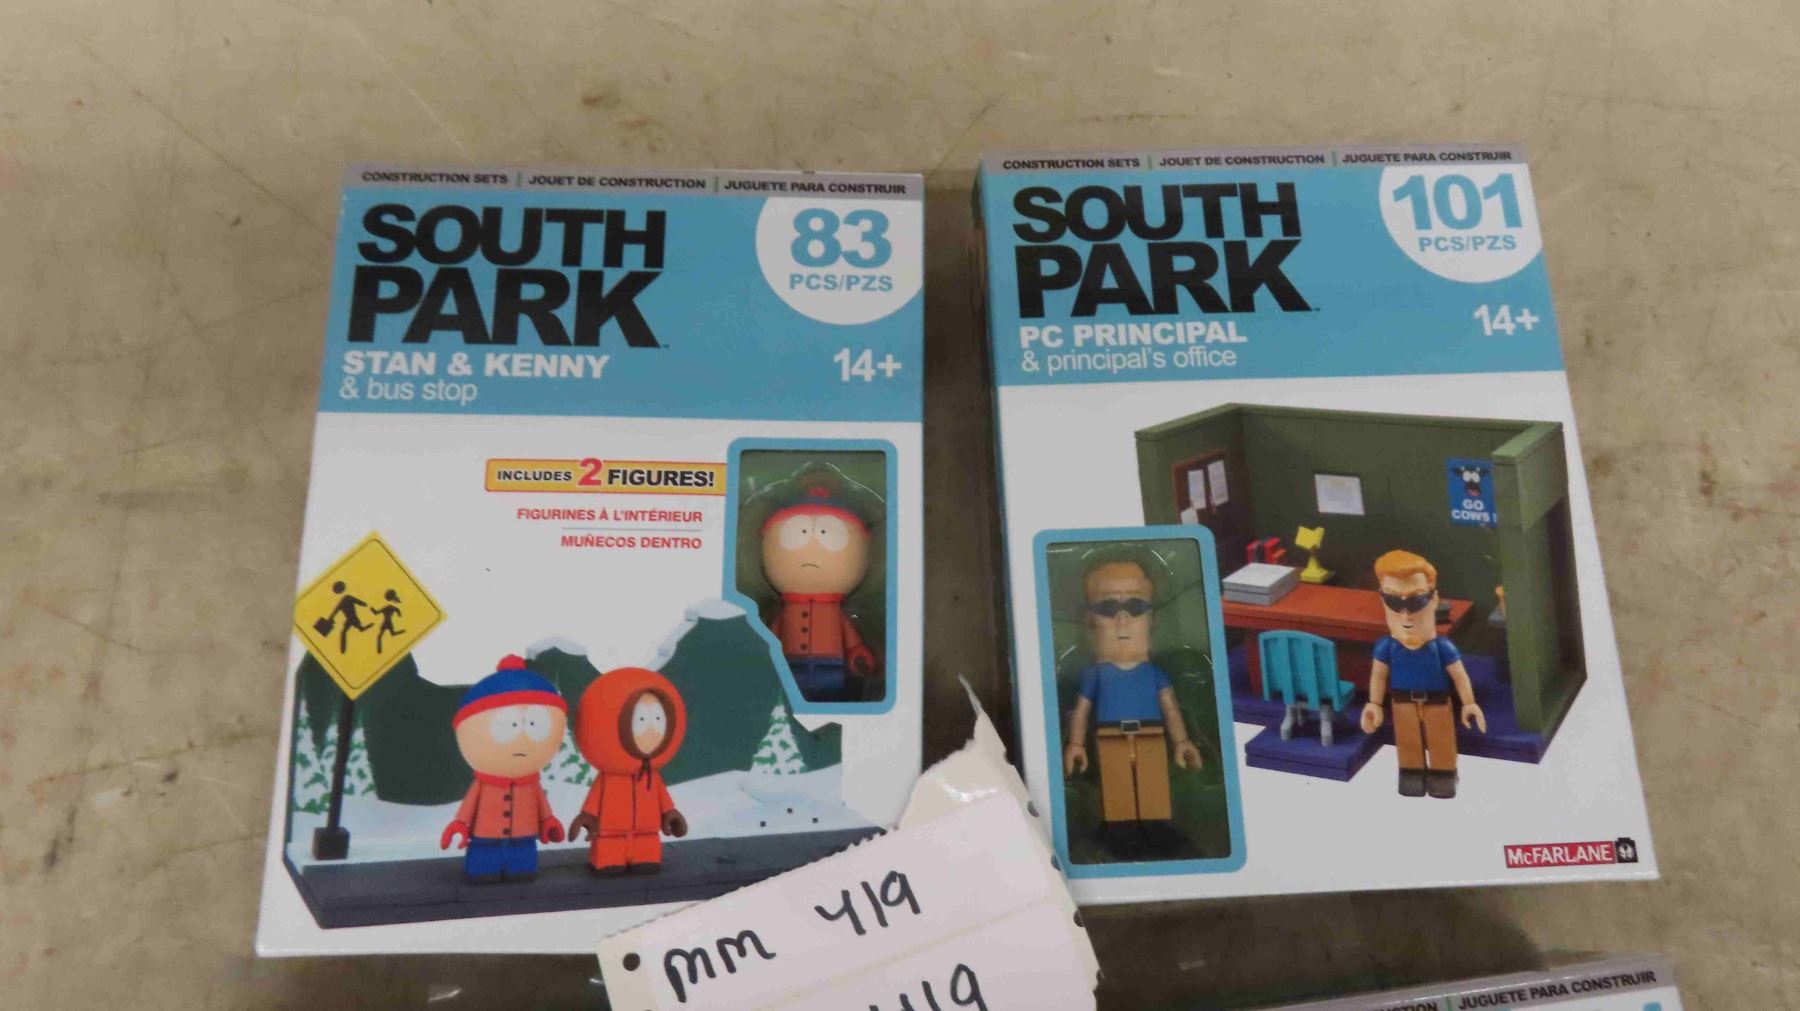 CONSTRUCTION SETS | JOUET DE CONSTRUCTION | JUGUETE PARA CONSTRUIR
SOUTH
PARK
83
PCS/PZS
STAN & KENNY
& bus stop
14+
INCLUDES 2 FIGURES!
FIGURINES À L'INTÉRIEUR
MUÑECOS DENTRO
CONSTRUCTION SETS | JOUET DE CONSTRUCTION | JUGUETE PARA CONSTRUIR
SOUTH
PARK
101
PCS/PZS
PC PRINCIPAL
& principal's office
14+
GO
COWS!
McFARLANE
mm 419
JUGUETE PARA CONSTRUIR